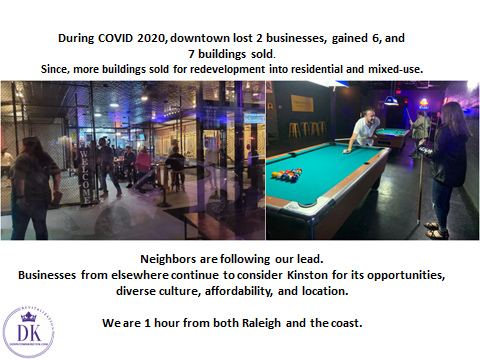 During COVID 2020, downtown lost 2 businesses, gained 6, and
7 buildings sold.
Since, more buildings sold for redevelopment into residential and mixed-use.
WELCOME
Neighbors are following our lead.
Businesses from elsewhere continue to consider Kinston for its opportunities,
diverse culture, affordability, and location.
We are 1 hour from both Raleigh and the coast.
DK